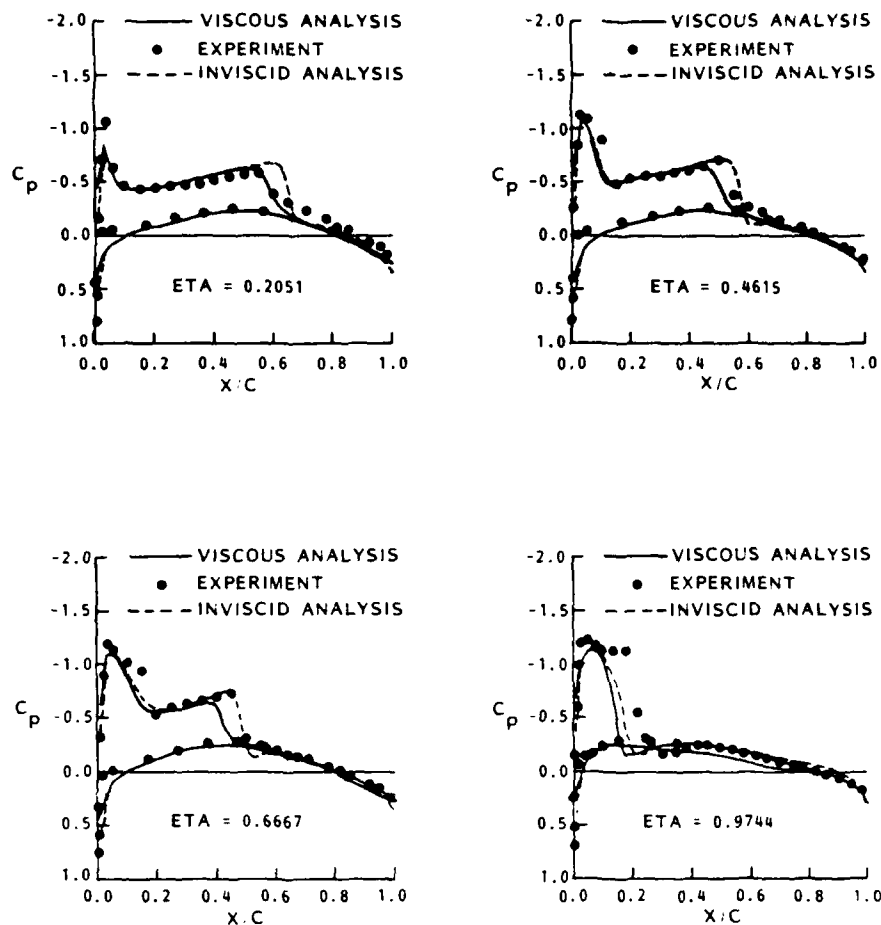 -2.0
-1.5
-1.0
-0.5
0.0
0.5
1.0
C p
VISCOUS ANALYSIS
EXPERIMENT
INVISCID ANALYSIS
ETA = 0.2051
0.0 0.2 0.4 0.6 0.8 1.0
X/C
-2.0
-1.5
-1.0
-0.5
0.0
0.5
1.0
C p
VISCOUS ANALYSIS
EXPERIMENT
INVISCID ANALYSIS
ETA = 0.4615
0.0 0.2 0.4 0.6 0.8 1.0
X/C
-2.0
-1.5
-1.0
-0.5
0.0
0.5
1.0
C p
VISCOUS ANALYSIS
EXPERIMENT
INVISCID ANALYSIS
ETA = 0.6667
0.0 0.2 0.4 0.6 0.8 1.0
X/C
-2.0
-1.5
-1.0
-0.5
0.0
0.5
1.0
C p
VISCOUS ANALYSIS
EXPERIMENT
INVISCID ANALYSIS
ETA = 0.9744
0.0 0.2 0.4 0.6 0.8 1.0
X/C